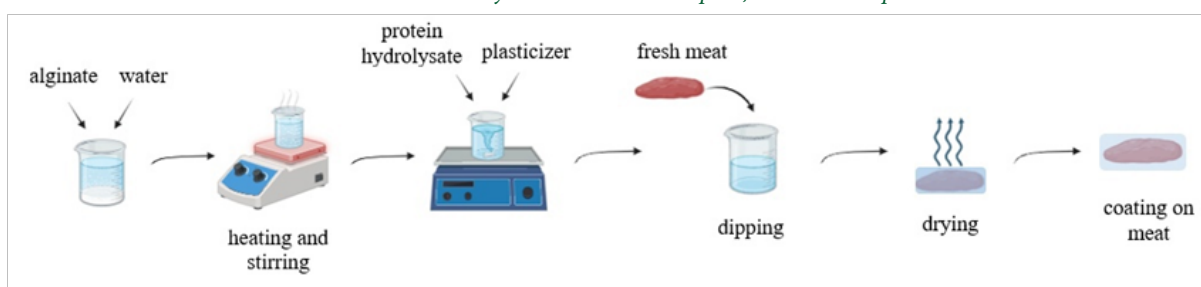 alginate water
heating and
stirring
protein
hydrolysate plasticizer
fresh meat
dipping
drying
coating on
meat